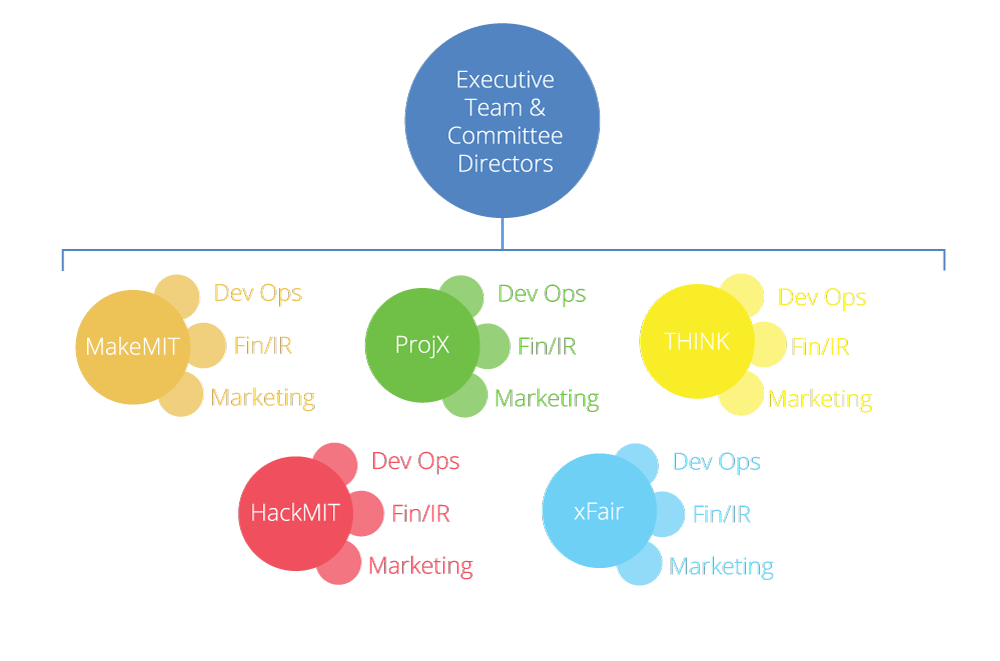 Executive
Team &
Committee
Directors
MakeMIT
Dev Ops
Fin/IR
Marketing
ProjX
Dev Ops
Fin/IR
Marketing
THINK
Dev Ops
Fin/IR
Marketing
HackMIT
Dev Ops
Fin/IR
Marketing
xFair
Dev Ops
Fin/IR
Marketing